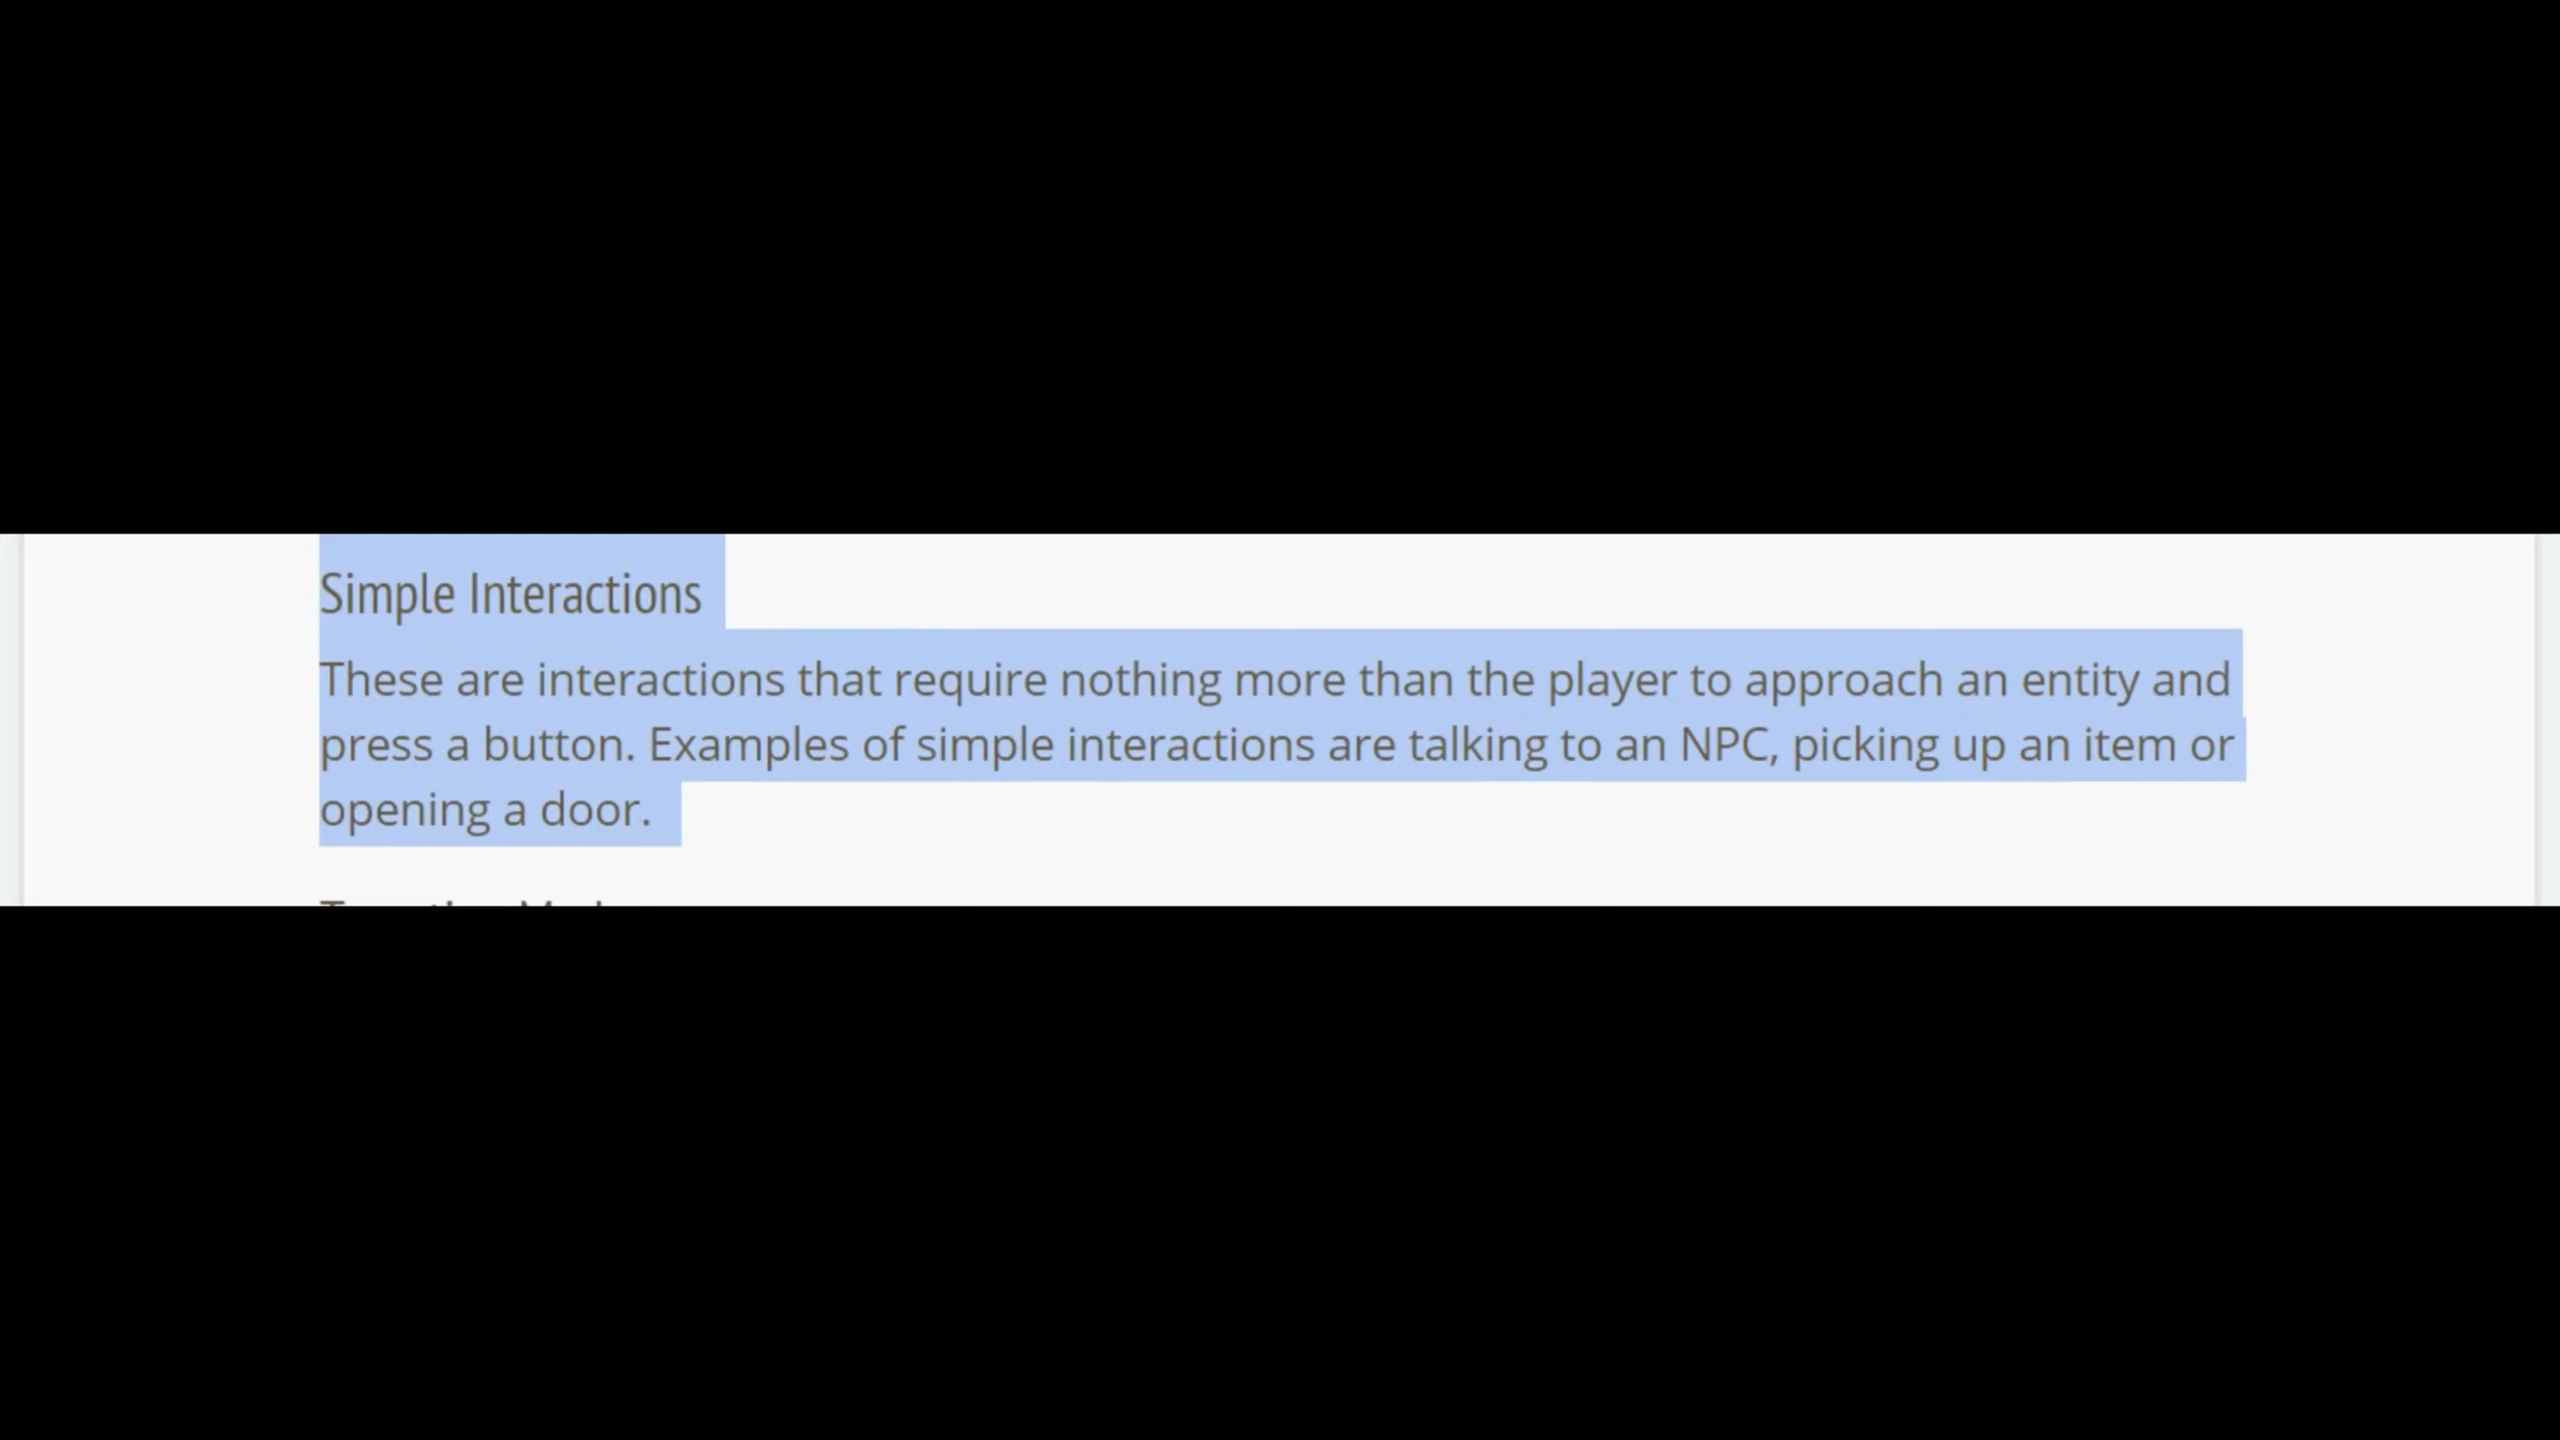 Simple Interactions
These are interactions that require nothing more than the player to approach an entity and
press a button. Examples of simple interactions are talking to an NPC, picking up an item or
opening a door.